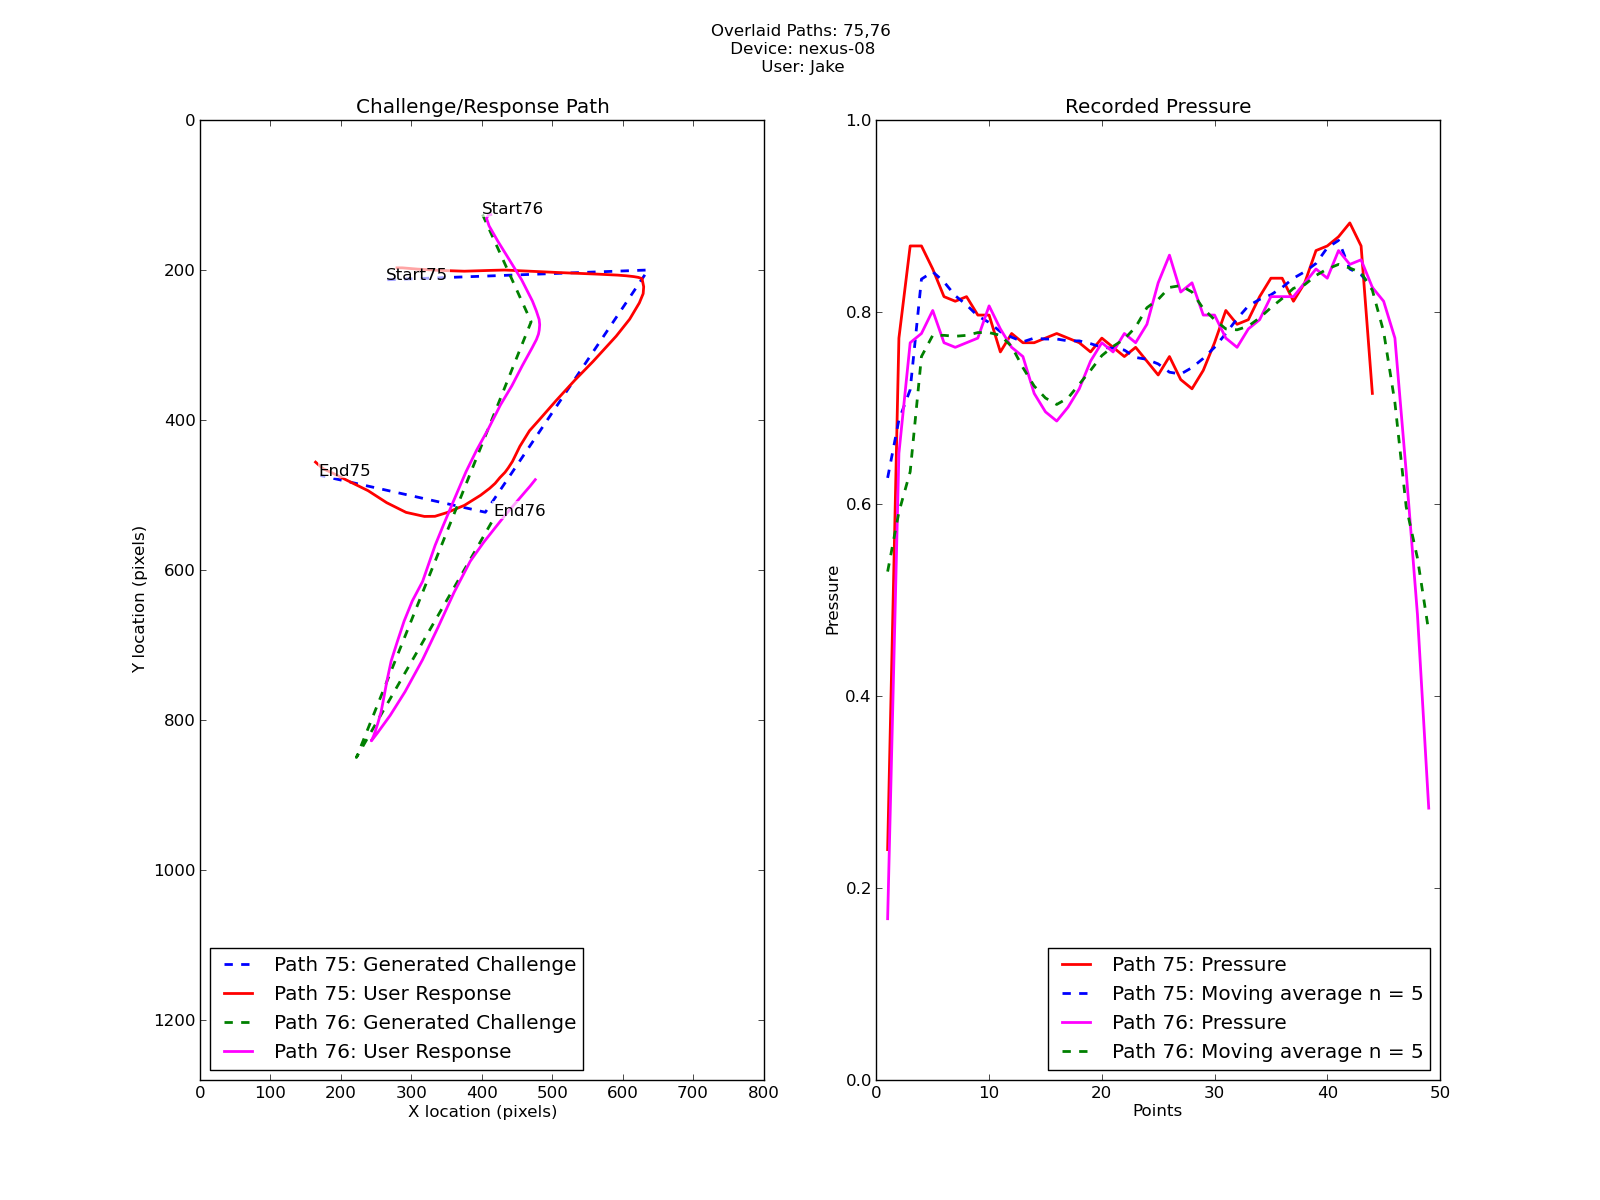 Overlaid Paths: 75,76
Device: nexus-08
User: Jake
Challenge/Response Path
0
200
400
600
800
1000
1200
Y location (pixels)
Start76
Start75
End75
End76
Path 75: Generated Challenge
Path 75: User Response
Path 76: Generated Challenge
Path 76: User Response
0 100 200 300 400 500 600 700 800
X location (pixels)
Recorded Pressure
1.0
0.8
0.6
0.4
0.2
0.0
Pressure
Path 75: Pressure
Path 75: Moving average n = 5
Path 76: Pressure
Path 76: Moving average n = 5
0 10 20 30 40 50
Points